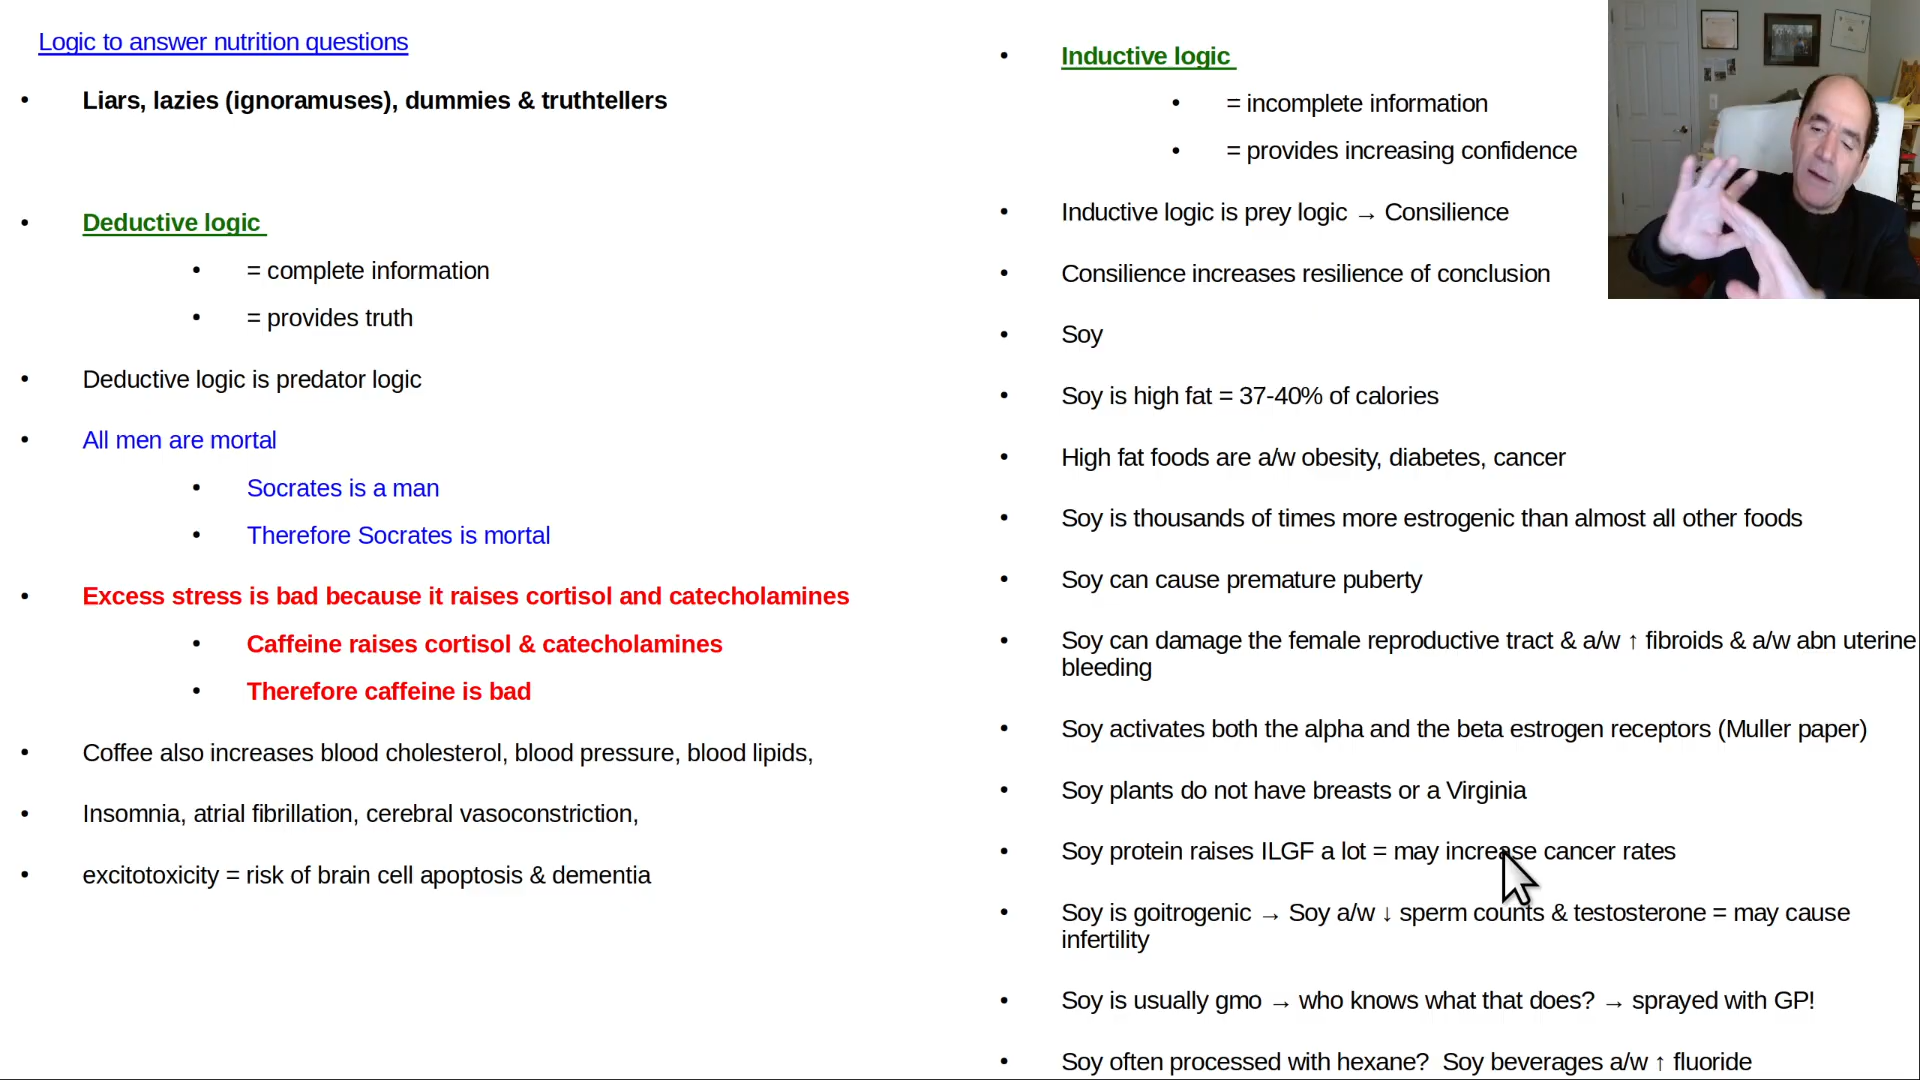 Logic to answer nutrition questions
• Liars, lazies (ignoramuses), dummies & truthtellers
• Deductive logic
• = complete information
• = provides truth
• Deductive logic is predator logic
• All men are mortal
• Socrates is a man
• Therefore Socrates is mortal
• Excess stress is bad because it raises cortisol and catecholamines
• Caffeine raises cortisol & catecholamines
• Therefore caffeine is bad
• Coffee also increases blood cholesterol, blood pressure, blood lipids,
• Insomnia, atrial fibrillation, cerebral vasoconstriction,
• excitotoxicity = risk of brain cell apoptosis & dementia
• Inductive logic
• = incomplete information
• = provides increasing confidence
• Inductive logic is prey logic → Consilience
• Consilience increases resilience of conclusion
• Soy
• Soy is high fat = 37-40% of calories
• High fat foods are a/w obesity, diabetes, cancer
• Soy is thousands of times more estrogenic than almost all other foods
• Soy can cause premature puberty
• Soy can damage the female reproductive tract & a/w ↑ fibroids & a/w abn uterine
bleeding
• Soy activates both the alpha and the beta estrogen receptors (Muller paper)
• Soy plants do not have breasts or a Virginia
• Soy protein raises ILGF a lot = may increase cancer rates
• Soy is goitrogenic → Soy a/w ↓ sperm counts & testosterone = may cause
infertility
• Soy is usually gmo → who knows what that does? → sprayed with GP!
• Soy often processed with hexane?  Soy beverages a/w ↑ fluoride